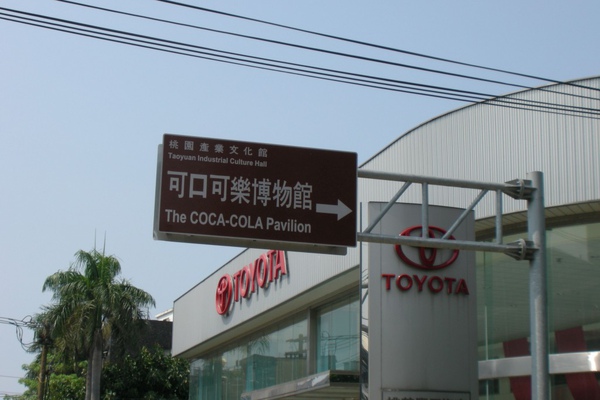 桃園產業文化館
Taoyuan Industrial Culture Hall
可口可樂博物館
The COCA-COLA Pavilion
TOYOTA
TOYOTA